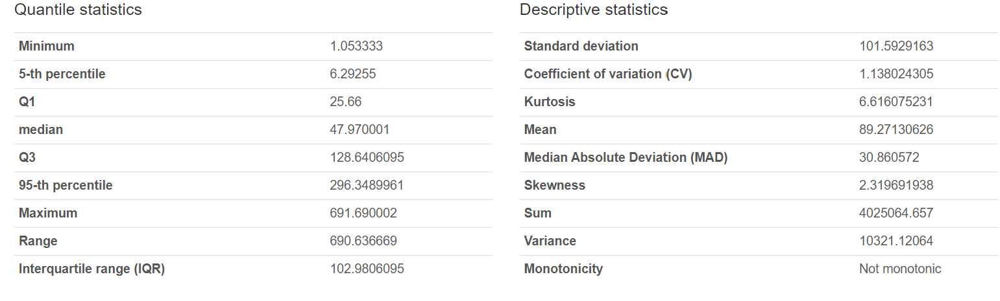 Quantile statistics
Minimum 1.053333
5-th percentile 6.29255
Q1 25.66
median 47.970001
Q3 128.6406095
95-th percentile 296.3489961
Maximum 691.690002
Range 690.636669
Interquartile range (IQR) 102.9806095
Descriptive statistics
Standard deviation 101.5929163
Coefficient of variation (CV) 1.138024305
Kurtosis 6.616075231
Mean 89.27130626
Median Absolute Deviation (MAD) 30.860572
Skewness 2.319691938
Sum 4025064.657
Variance 10321.12064
Monotonicity Not monotonic